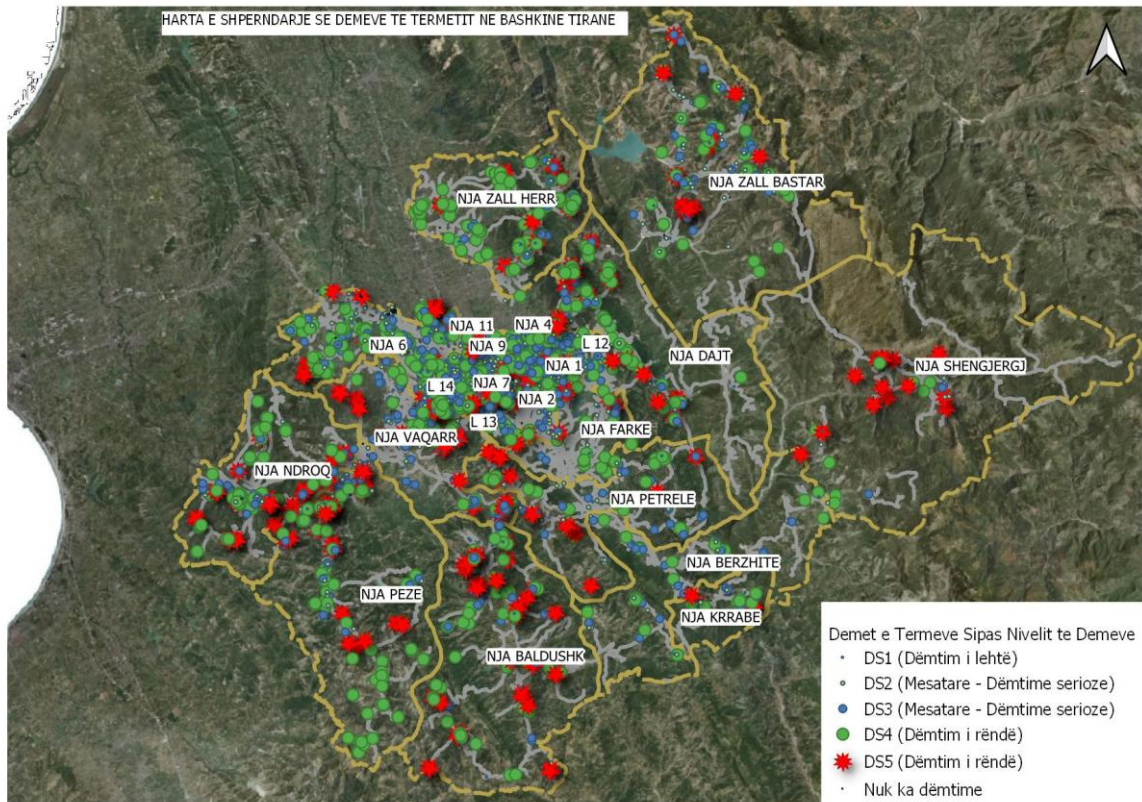 HARTA E SHPERNDARJE SE DEMEVE TE TERMETIT NE BASHKINE TIRANE
NJA ZALL BASTAR
NJA ZALL HERR
NJA 11
NJA 4
NJA 6
NJA 9
L 12
NJA 1
NJA DAJT
NJA SHENGJERGJ
L 14
NJA 7
NJA 2
L 13
NJA VAQARR
NJA FARKE
NJA NDROQ
NJA PETRELE
NJA BERZHITE
NJA PEZE
NJA KRRABE
NJA BALDUSHK
Demet e Termeve Sipas Nivelit te Demeve
DS1 (Dëmtim i lehtë)
DS2 (Mesatare - Dëmtime serioze)
DS3 (Mesatare - Dëmtime serioze)
DS4 (Dëmtim i rëndë)
DS5 (Dëmtim i rëndë)
Nuk ka dëmtime